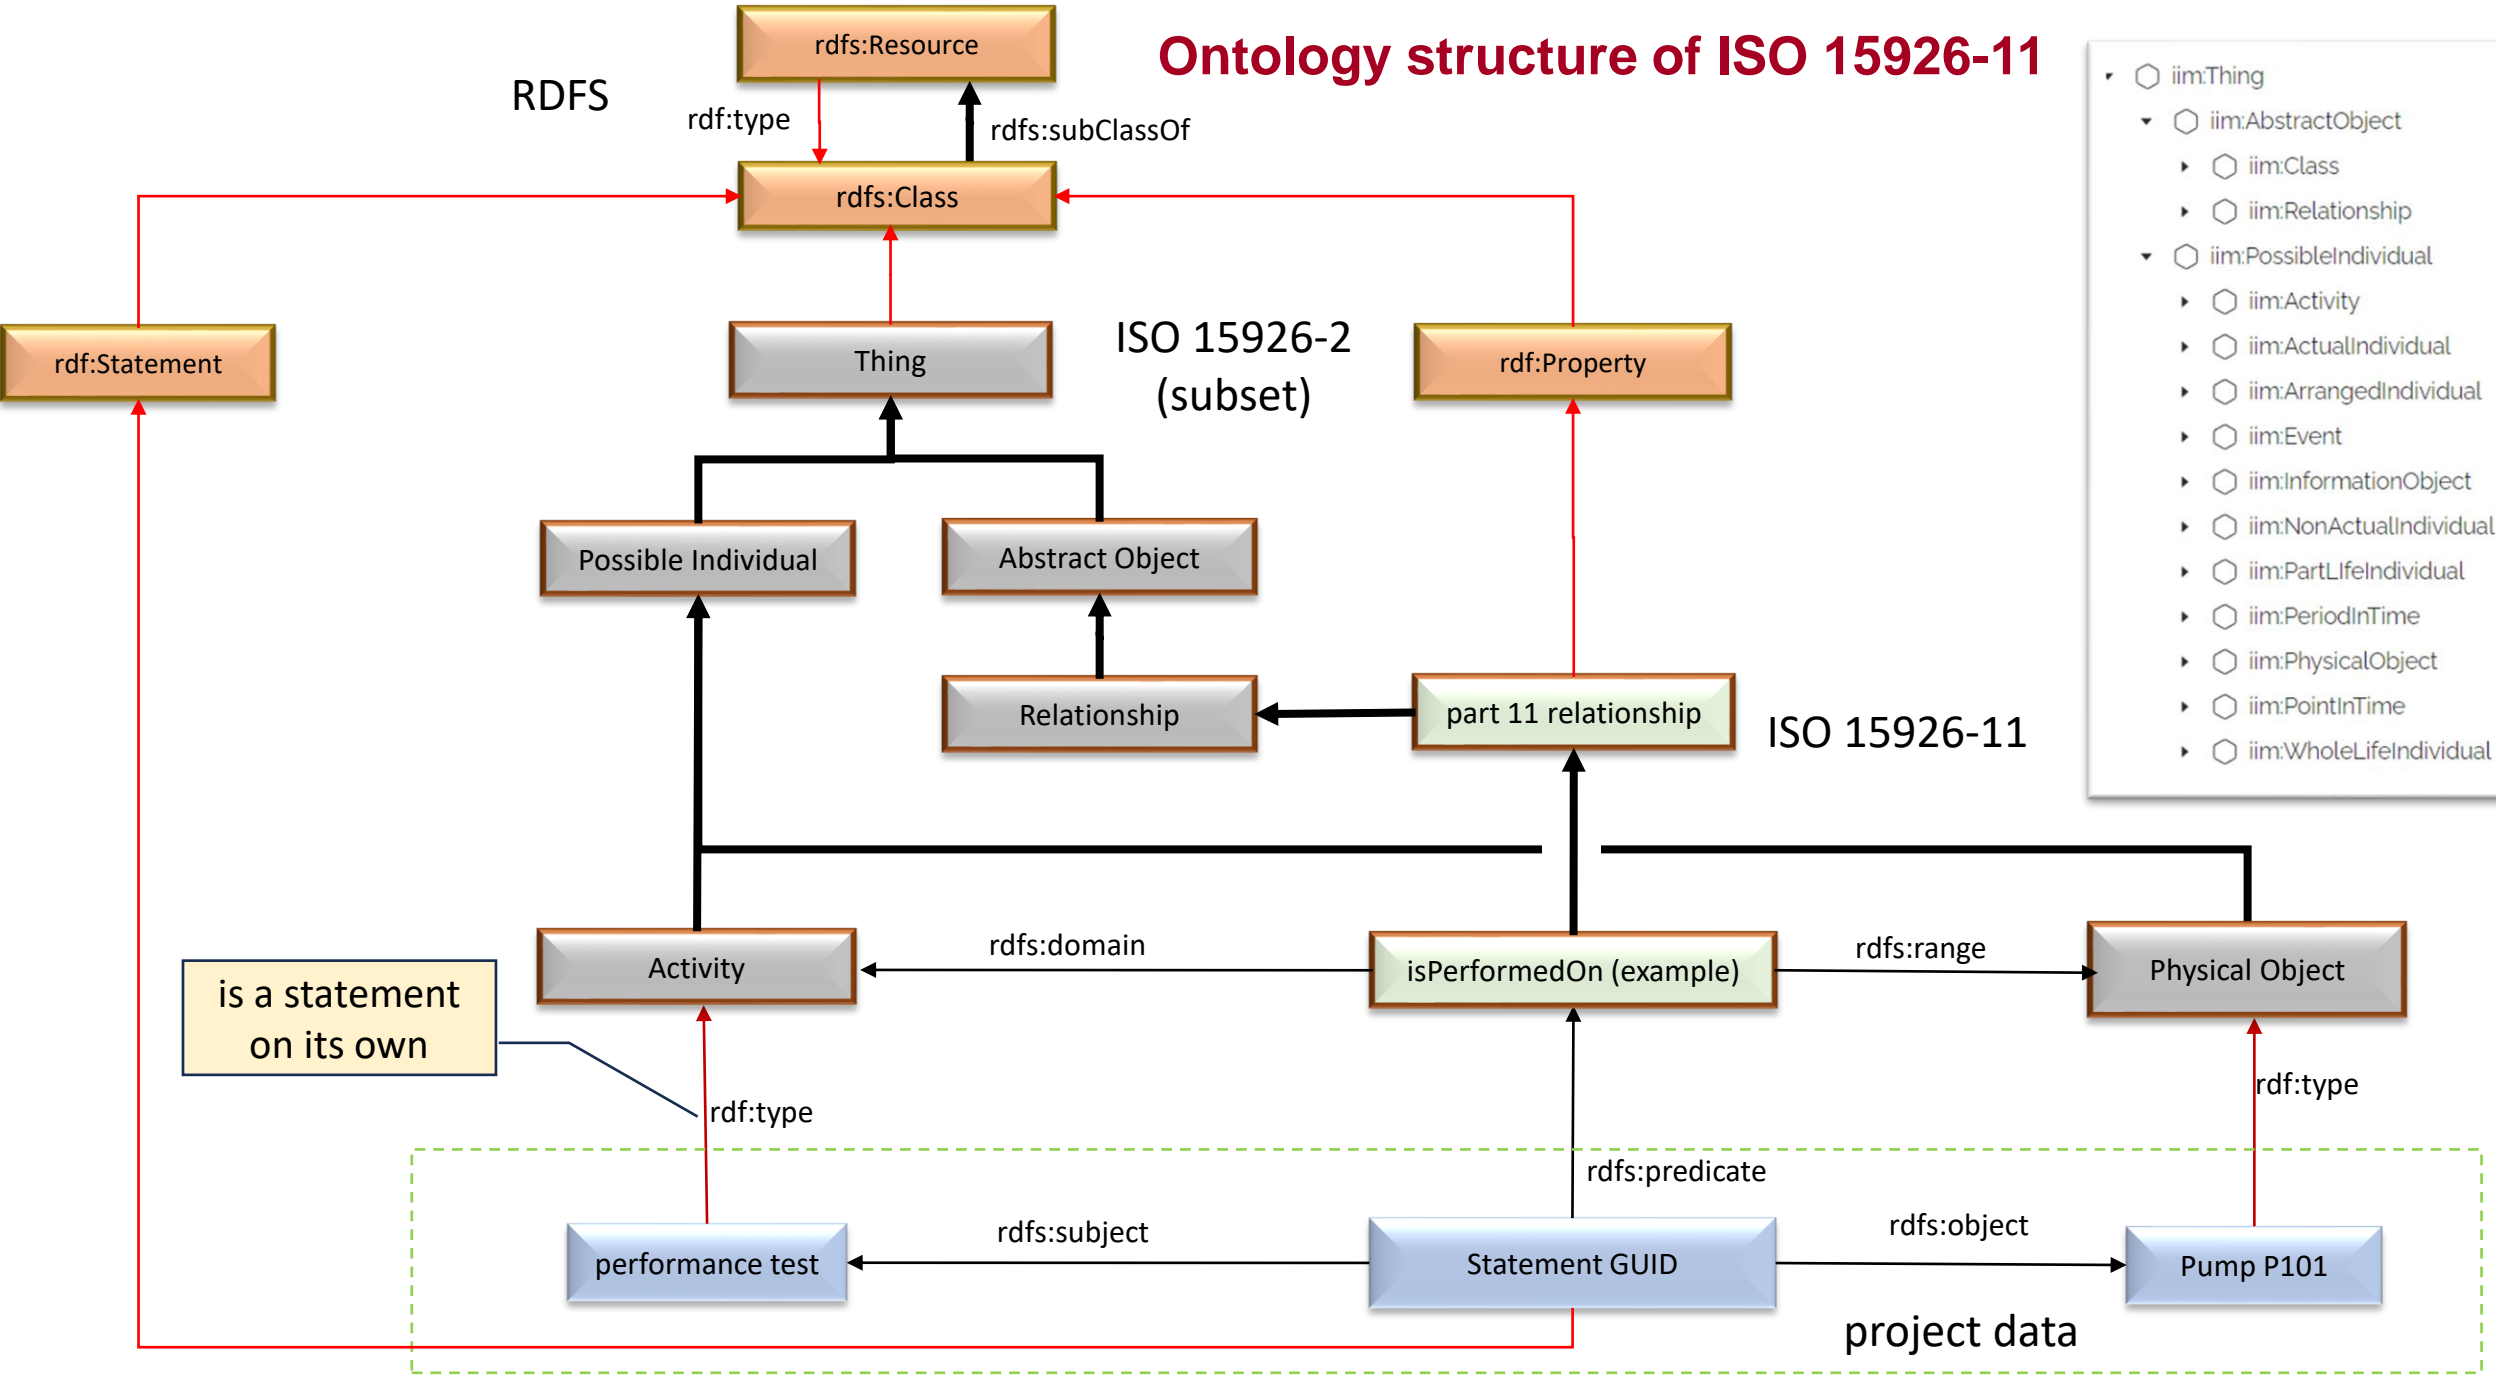 Ontology structure of ISO 15926-11
rdfs:Resource
RDFS
rdf:type
rdfs:subClassOf
rdfs:Class
rdf:Statement
Thing
ISO 15926-2
(subset)
rdf:Property
Possible Individual
Abstract Object
Relationship
part 11 relationship
ISO 15926-11
Activity
rdfs:domain
isPerformedOn (example)
rdfs:range
Physical Object
is a statement
on its own
rdf:type
rdf:type
rdfs:predicate
performance test
rdfs:subject
Statement GUID
rdfs:object
Pump P101
project data
iim:Thing
iim:AbstractObject
iim:Class
iim:Relationship
iim:PossibleIndividual
iim:Activity
iim:ActualIndividual
iim:ArrangedIndividual
iim:Event
iim:InformationObject
iim:NonActualIndividual
iim:PartLIfeIndividual
iim:PeriodInTime
iim:PhysicalObject
iim:PointInTime
iim:WholeLifeIndividual